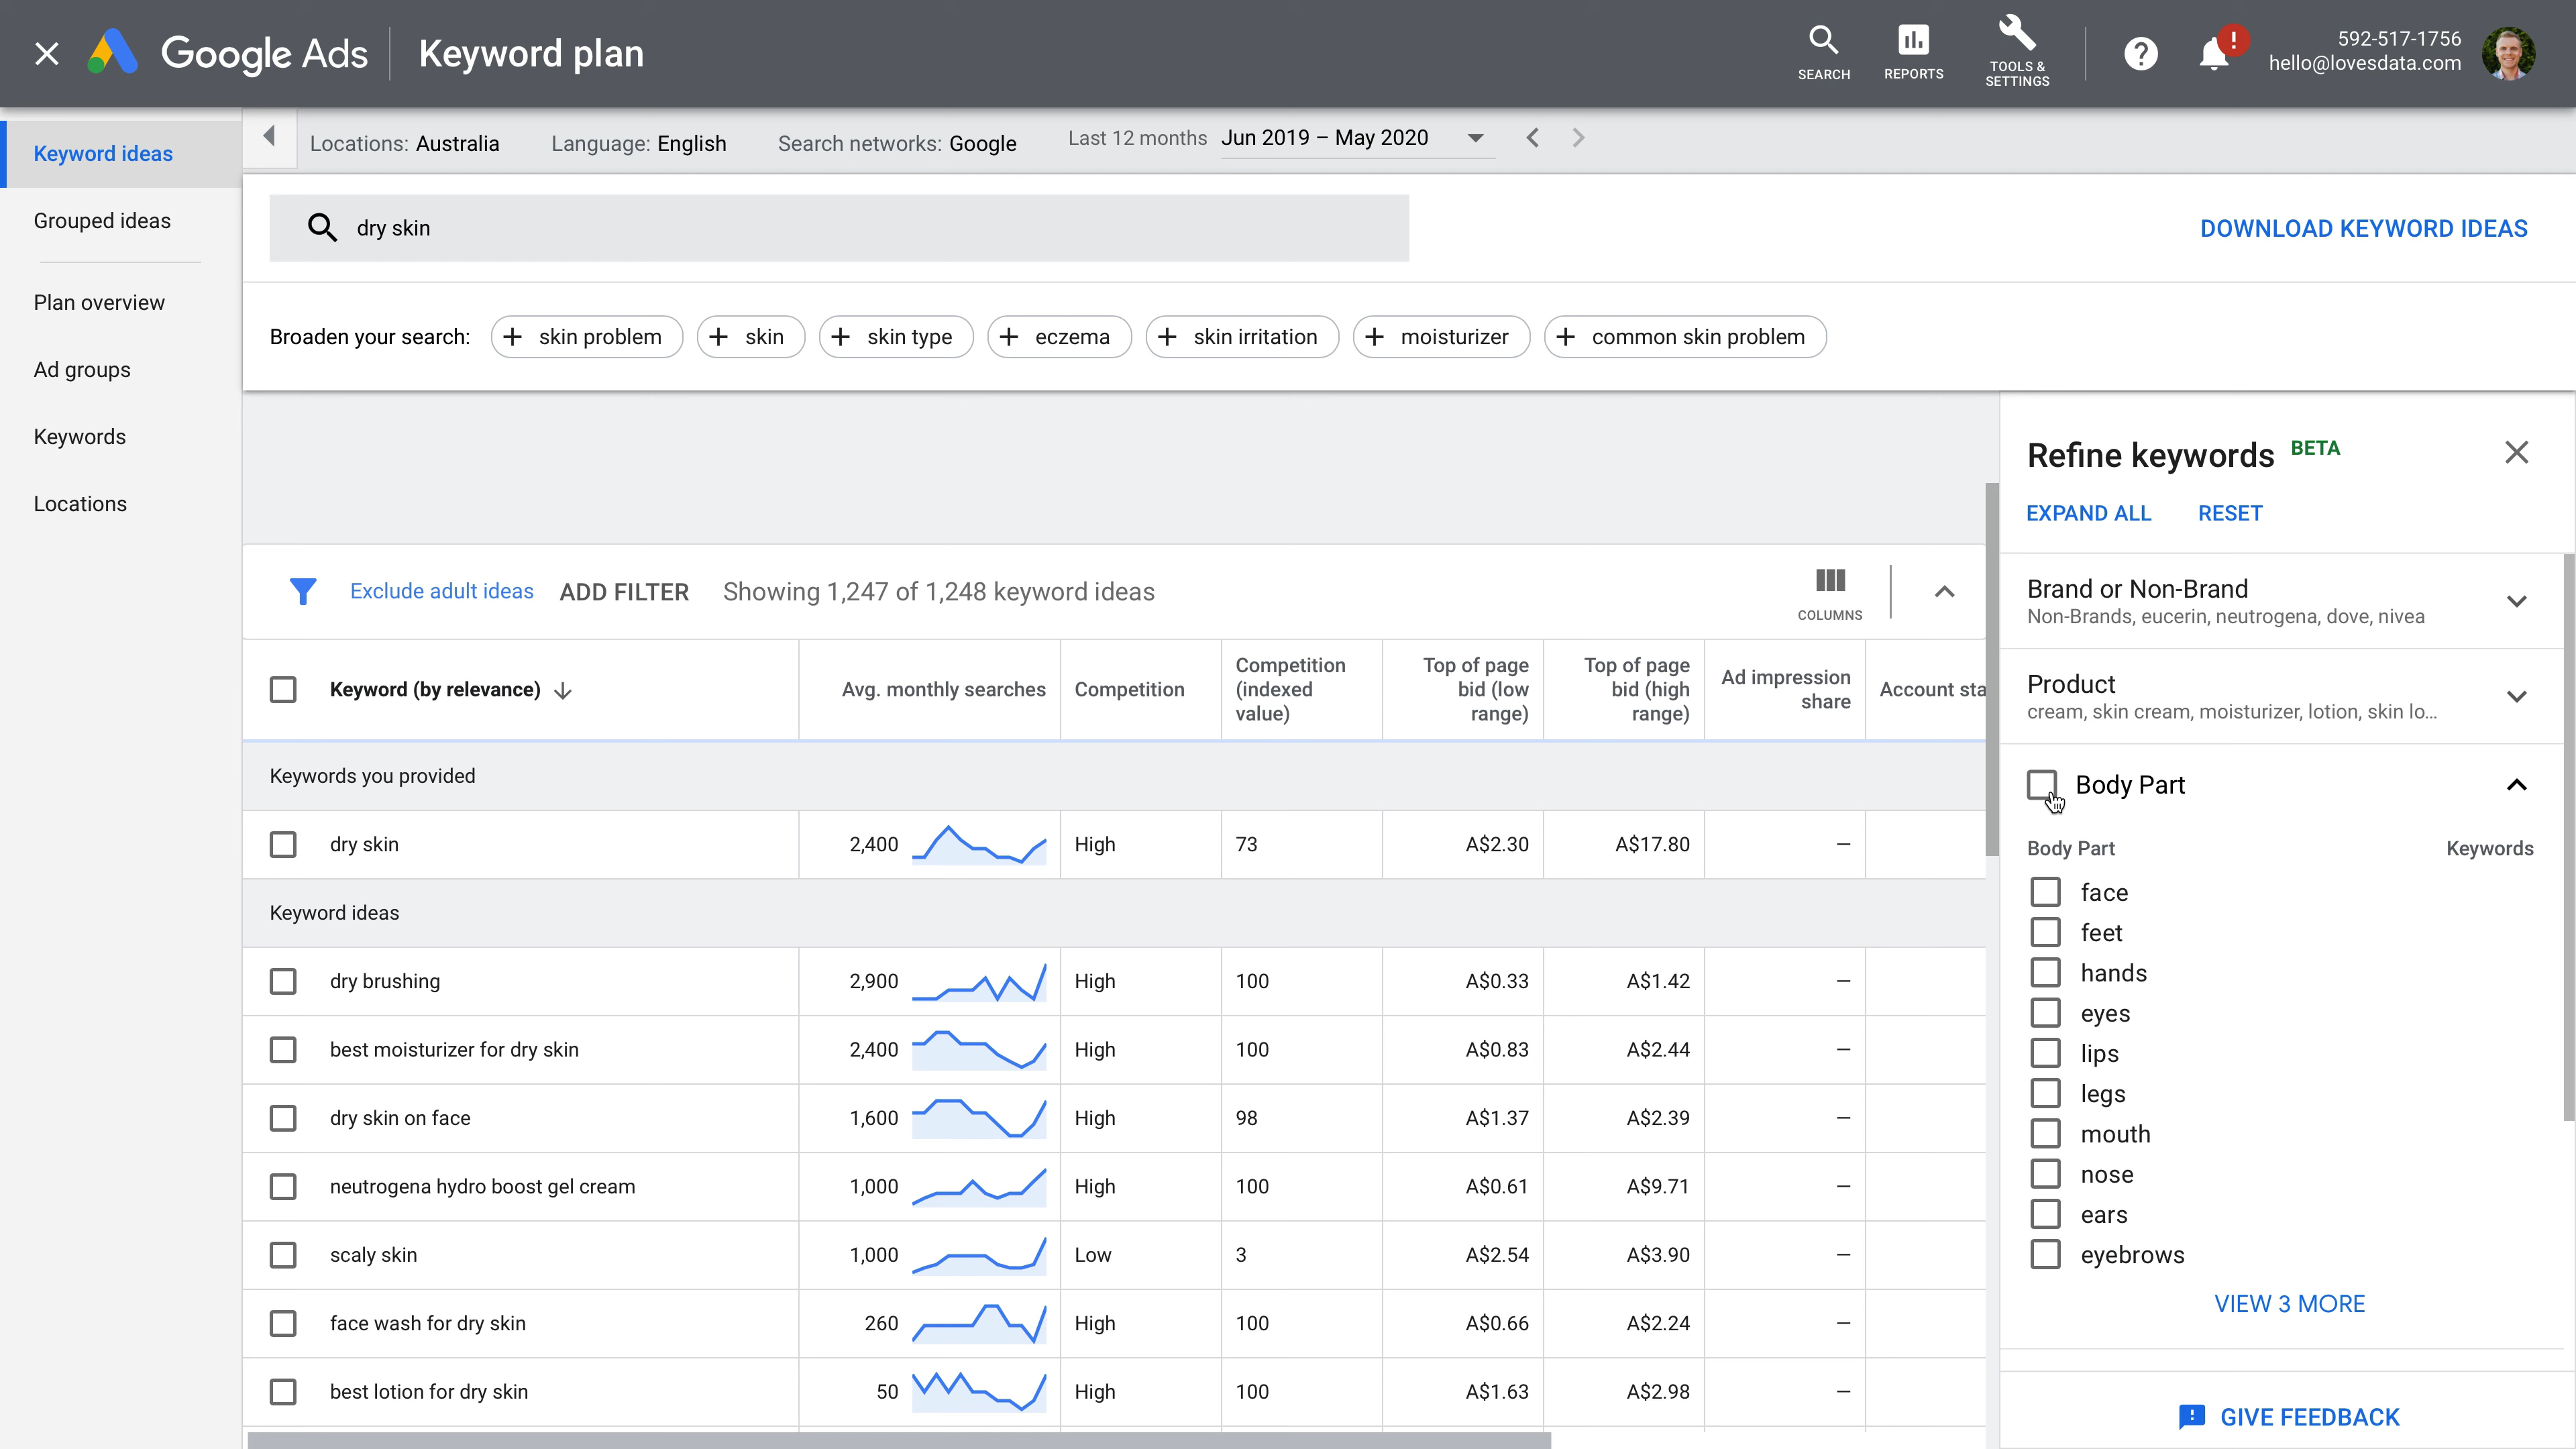 Google Ads
Keyword plan
SEARCH
REPORTS
TOOLS &
SETTINGS
!
592-517-1756
hello@lovesdata.com
Keyword ideas
Grouped ideas
Plan overview
Ad groups
Keywords
Locations
Locations: Australia
Language: English
Search networks: Google
Last 12 months
Jun 2019 – May 2020
dry skin
DOWNLOAD KEYWORD IDEAS
Broaden your search:
skin problem
skin
skin type
eczema
skin irritation
moisturizer
common skin problem
Exclude adult ideas
ADD FILTER
Showing 1,247 of 1,248 keyword ideas
COLUMNS
Keyword (by relevance)
Avg. monthly searches
Competition
Competition
(indexed
value)
Top of page
bid (low
range)
Top of page
bid (high
range)
Ad impression
share
Account sta
Keywords you provided
dry skin 2,400 High 73 A$2.30 A$17.80 –
Keyword ideas
dry brushing 2,900 High 100 A$0.33 A$1.42 –
best moisturizer for dry skin 2,400 High 100 A$0.83 A$2.44 –
dry skin on face 1,600 High 98 A$1.37 A$2.39 –
neutrogena hydro boost gel cream 1,000 High 100 A$0.61 A$9.71 –
scaly skin 1,000 Low 3 A$2.54 A$3.90 –
face wash for dry skin 260 High 100 A$0.66 A$2.24 –
best lotion for dry skin 50 High 100 A$1.63 A$2.98 –
Refine keywords BETA
EXPAND ALL
RESET
Brand or Non-Brand
Non-Brands, eucerin, neutrogena, dove, nivea
Product
cream, skin cream, moisturizer, lotion, skin lo...
Body Part
Body Part Keywords
face
feet
hands
eyes
lips
legs
mouth
nose
ears
eyebrows
VIEW 3 MORE
GIVE FEEDBACK